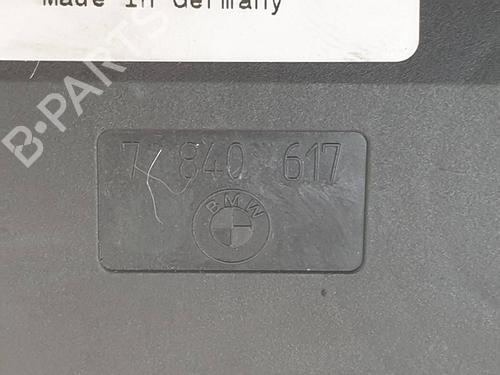 Made in Germany
B-PARTS
7 840 617
BMW